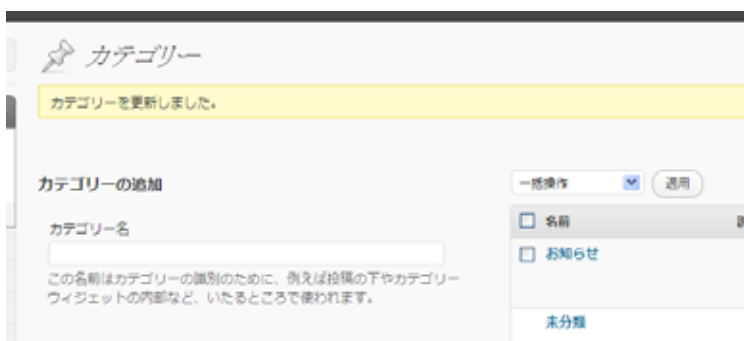 カテゴリー
カテゴリーを更新しました。
カテゴリーの追加
カテゴリー名
この名前はカテゴリーの識別のために、例えば投稿の下やカテゴリー
ウィジェットの内部など、いたるところで使われます。
一括操作 適用
名前
お知らせ
未分類